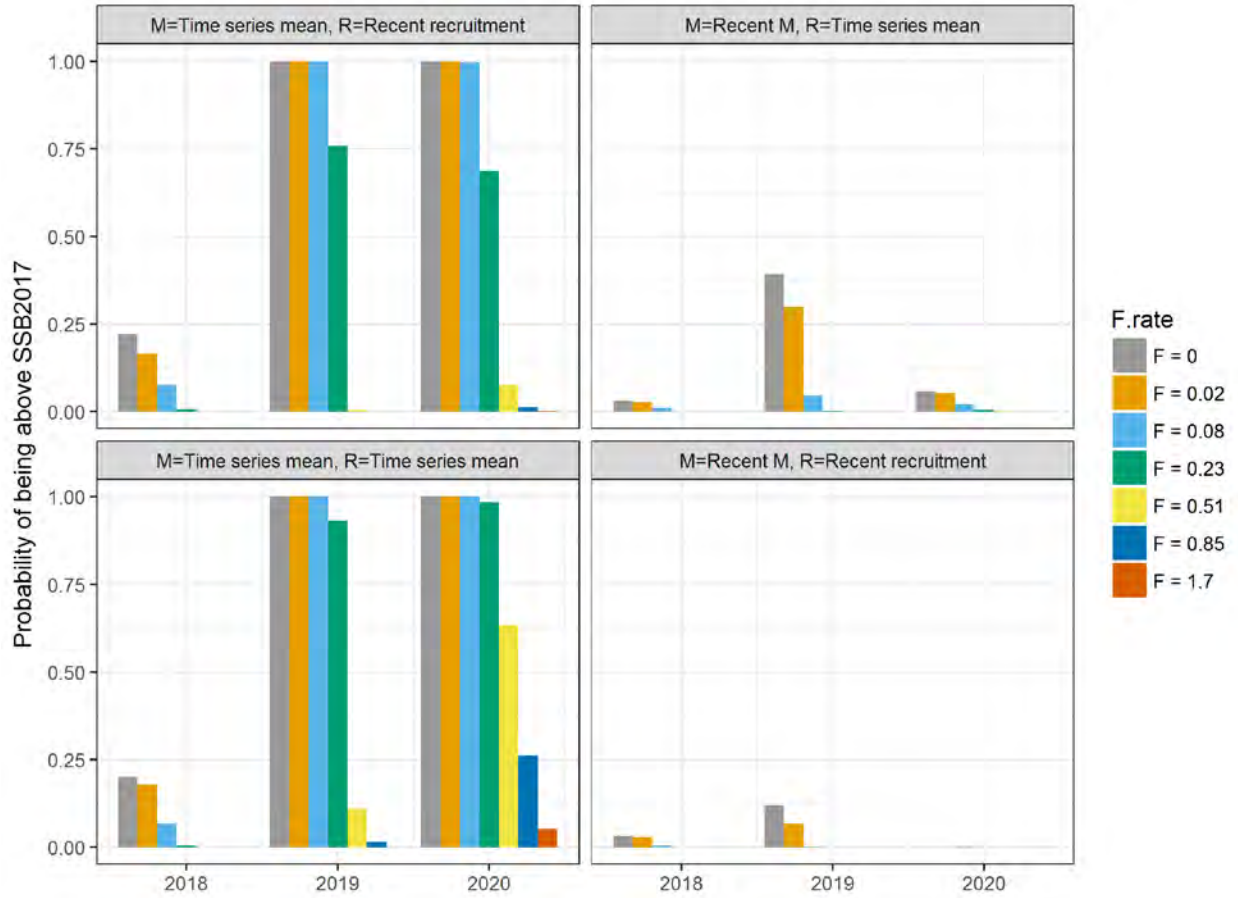 M=Time series mean, R=Recent recruitment
M=Recent M, R=Time series mean
1.00
0.75
0.50
0.25
0.00
M=Time series mean, R=Time series mean
M=Recent M, R=Recent recruitment
1.00
0.75
0.50
0.25
0.00
Probability of being above SSB2017
2018
2019
2020
2018
2019
2020
F.rate
F = 0
F = 0.02
F = 0.08
F = 0.23
F = 0.51
F = 0.85
F = 1.7